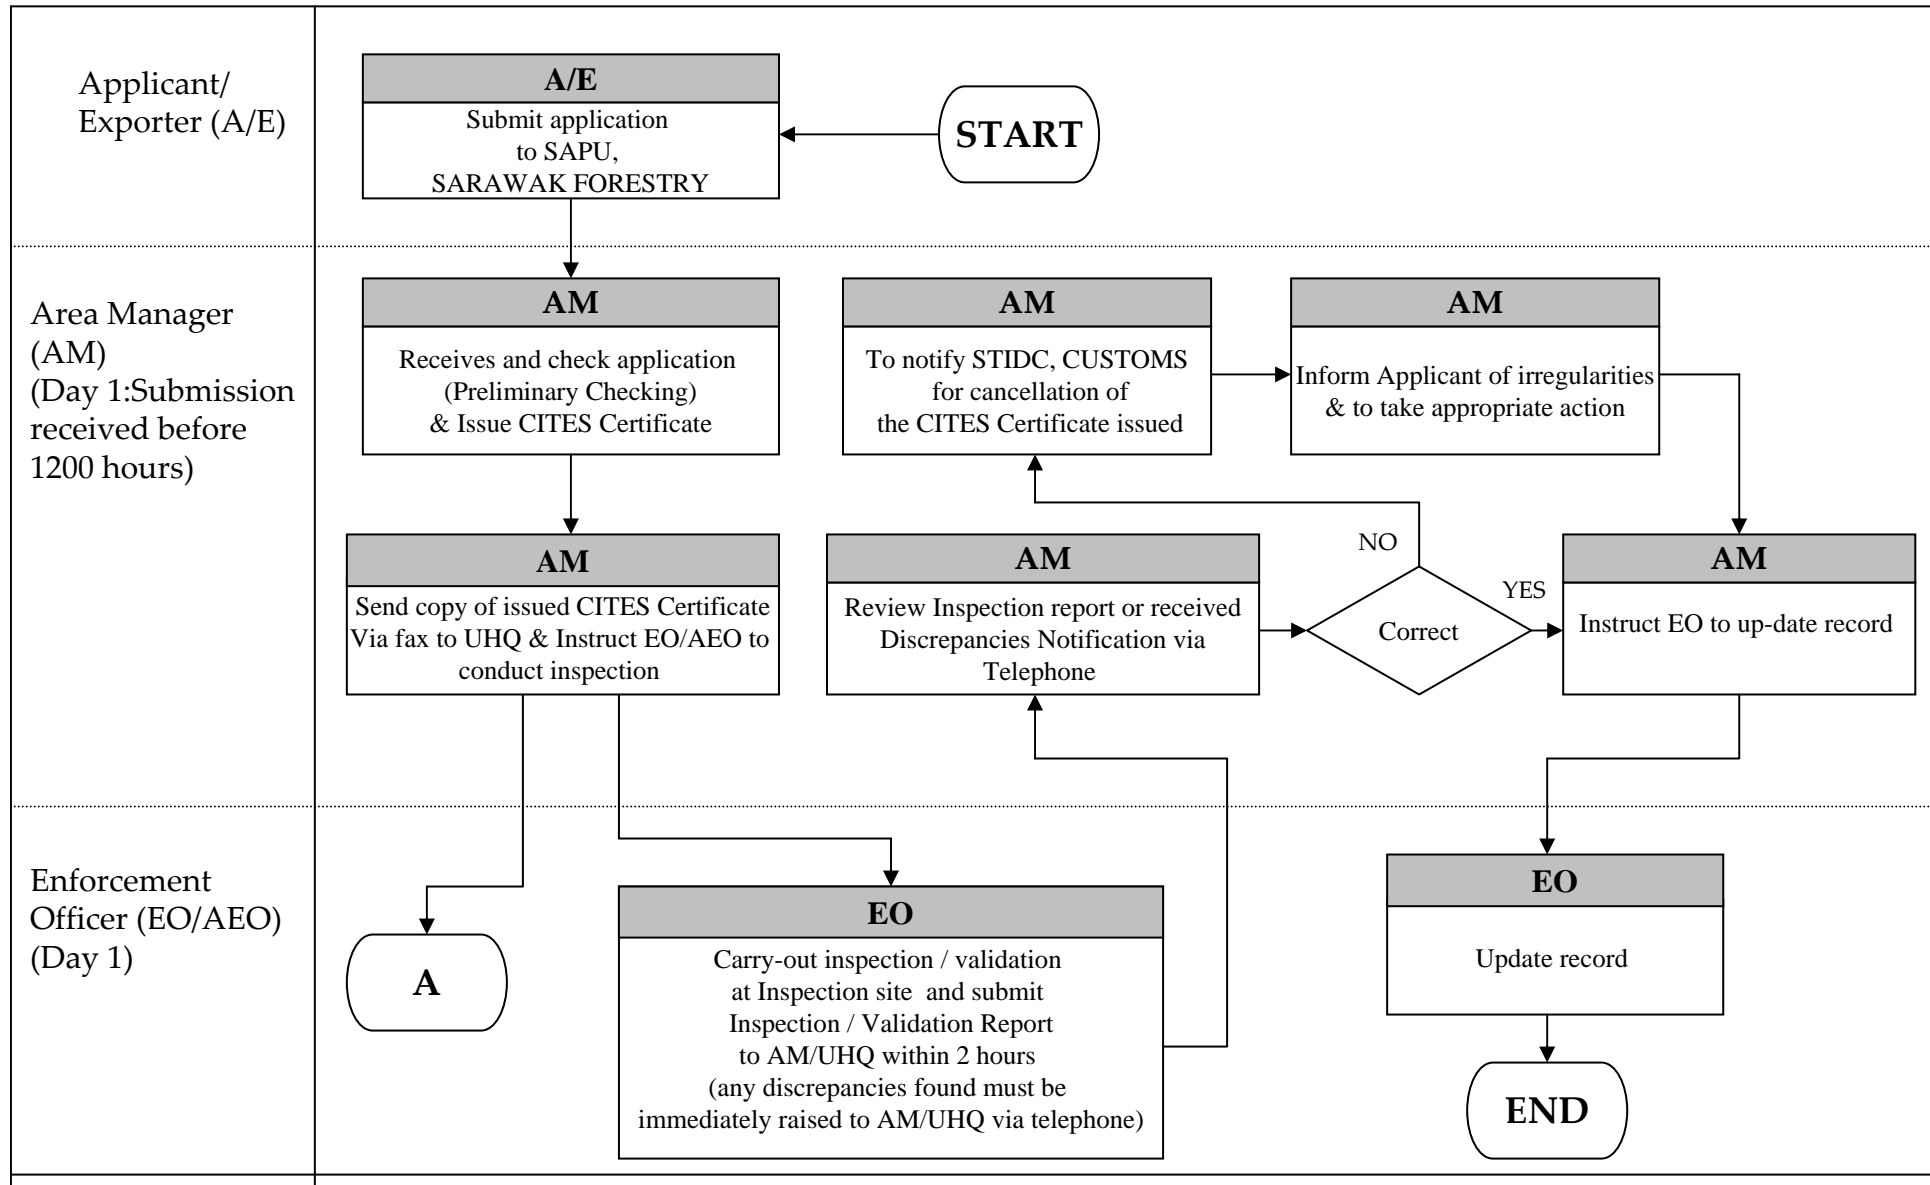 Applicant/
Exporter (A/E)
A/E
Submit application
to SAPU,
SARAWAK FORESTRY
START
Area Manager
(AM)
(Day 1:Submission
received before
1200 hours)
AM
Receives and check application
(Preliminary Checking)
& Issue CITES Certificate
AM
To notify STIDC, CUSTOMS
for cancellation of
the CITES Certificate issued
AM
Inform Applicant of irregularities
& to take appropriate action
AM
Send copy of issued CITES Certificate
Via fax to UHQ & Instruct EO/AEO to
conduct inspection
AM
Review Inspection report or received
Discrepancies Notification via
Telephone
NO
Correct
YES
AM
Instruct EO to up-date record
Enforcement
Officer (EO/AEO)
(Day 1)
A
EO
Carry-out inspection / validation
at Inspection site and submit
Inspection / Validation Report
to AM/UHQ within 2 hours
(any discrepancies found must be
immediately raised to AM/UHQ via telephone)
EO
Update record
END